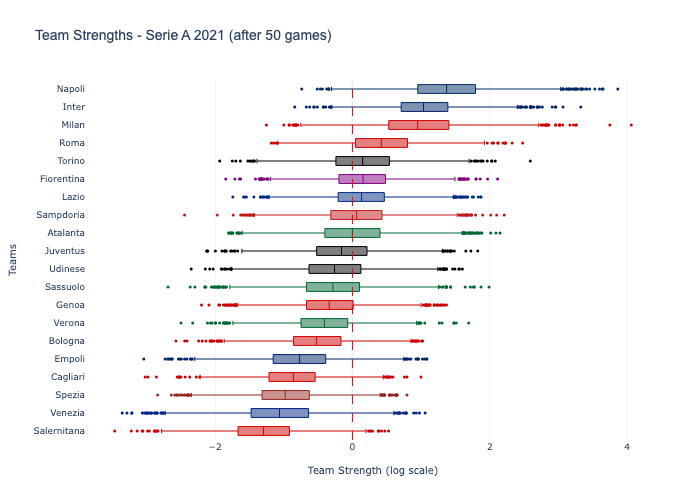 Team Strengths - Serie A 2021 (after 50 games)
Napoli
Inter
Milan
Roma
Torino
Fiorentina
Lazio
Sampdoria
Atalanta
Juventus
Udinese
Sassuolo
Genoa
Verona
Bologna
Empoli
Cagliari
Spezia
Venezia
Salernitana
Teams
−2 0 2 4
Team Strength (log scale)